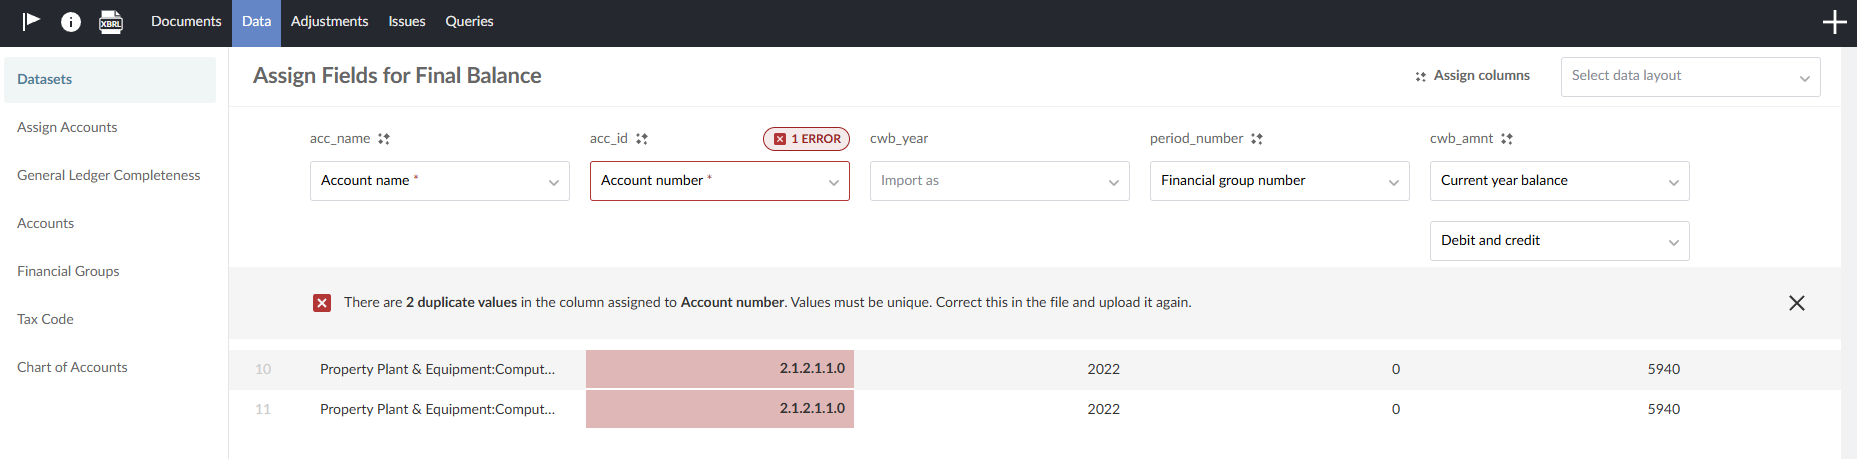 XBRL Documents Data Adjustments Issues Queries
Datasets
Assign Accounts
General Ledger Completeness
Accounts
Financial Groups
Tax Code
Chart of Accounts
Assign Fields for Final Balance
Assign columns
Select data layout
acc_name acc_id 1 ERROR cwb_year period_number cwb_amnt
Account name * Account number * Import as Financial group number Current year balance
Debit and credit
There are 2 duplicate values in the column assigned to Account number. Values must be unique. Correct this in the file and upload it again.
10 Property Plant & Equipment:Comput... 2.1.2.1.1.0 2022 0 5940
11 Property Plant & Equipment:Comput... 2.1.2.1.1.0 2022 0 5940